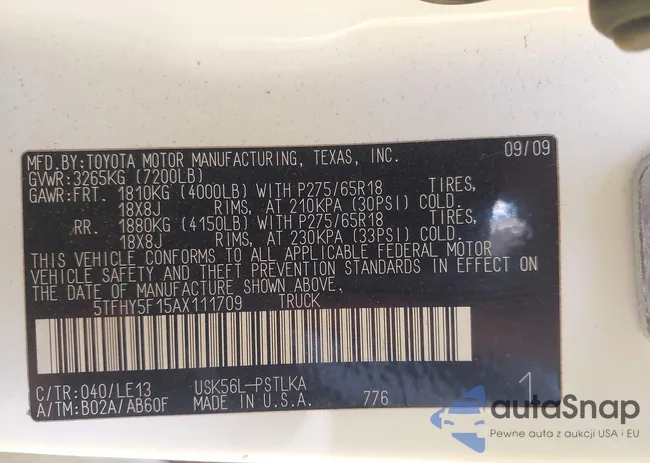 MFD.BY:TOYOTA MOTOR MANUFACTURING, TEXAS, INC. 09/09
GVWR:3265KG (7200LB)
GAWR:FRT. 1810KG (4000LB) WITH P275/65R18 TIRES,
18X8J RIMS, AT 210KPA (30PSI) COLD.
RR. 1880KG (4150LB) WITH P275/65R18 TIRES,
18X8J RIMS, AT 230KPA (33PSI) COLD.
THIS VEHICLE CONFORMS TO ALL APPLICABLE FEDERAL MOTOR
VEHICLE SAFETY AND THEFT PREVENTION STANDARDS IN EFFECT ON
THE DATE OF MANUFACTURE SHOWN ABOVE.
5TFHY5F15AX111709 TRUCK
C/TR:040/LE13 USK56L-PSTLKA
A/TM:B02A/AB60F MADE IN U.S.A. 776 1
autaSnap
Pewne auta z aukcji USA i EU